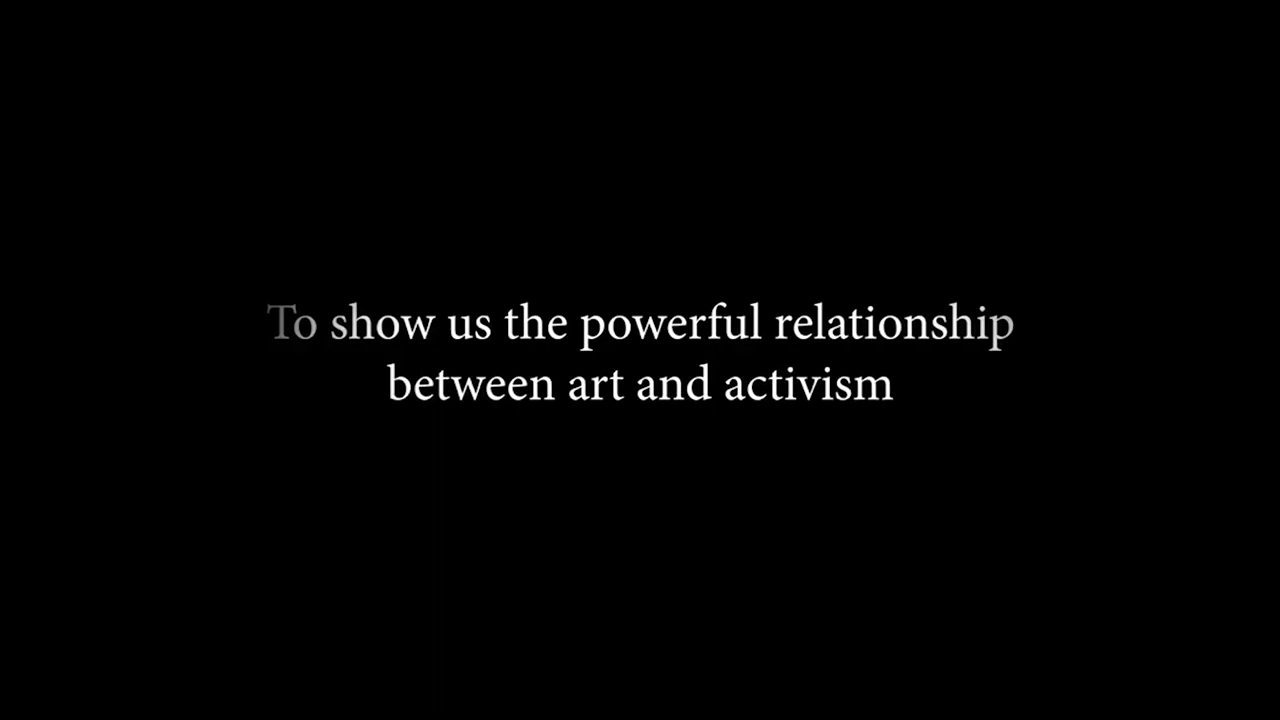 To show us the powerful relationship
between art and activism